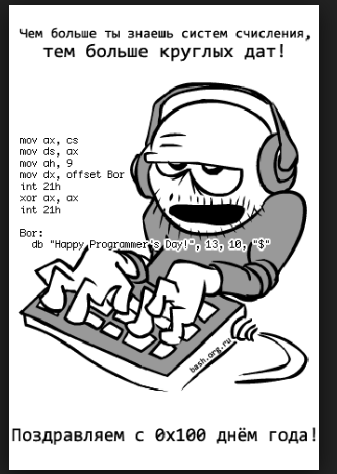 Чем больше ты знаешь систем счисления,
тем больше круглых дат!
mov ax, cs
mov ds, ax
mov ah, 9
mov dx, offset Bor
int 21h
xor ax, ax
int 21h
Bor:
db "Happy Programmer's Day!", 13, 10, "$"
bash.org.ru
Поздравляем с 0x100 днём года!